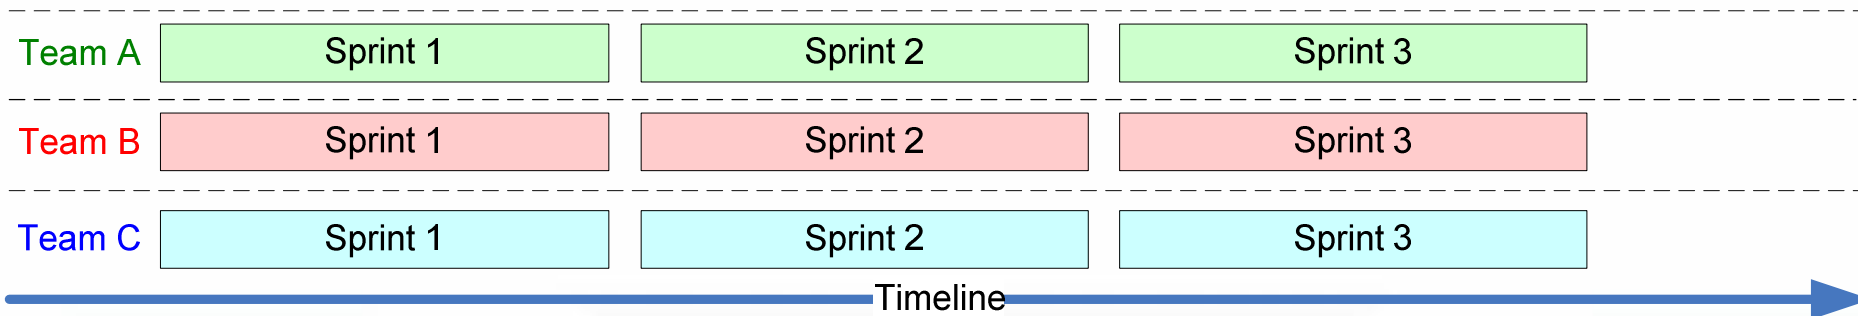 Team A Sprint 1 Sprint 2 Sprint 3
Team B Sprint 1 Sprint 2 Sprint 3
Team C Sprint 1 Sprint 2 Sprint 3
Timeline